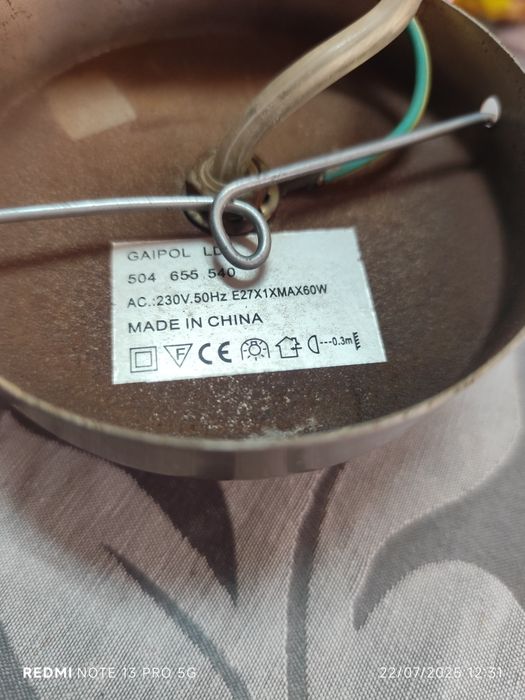 GAIPOL
504 655 540
AC.:230V.50Hz E27X1XMAX60W
MADE IN CHINA
F CE ---0.3m
REDMI NOTE 13 PRO 5G
22/07/2025 12:31